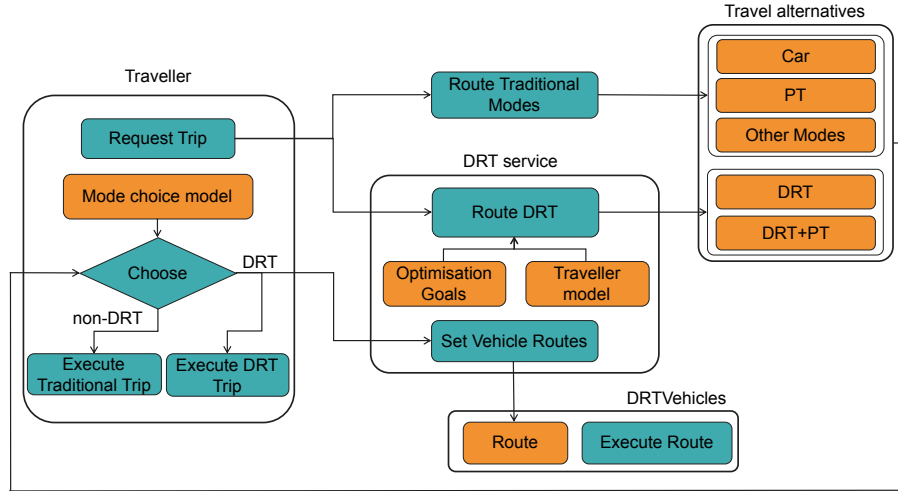 Travel alternatives
Car
PT
Other Modes
DRT
DRT+PT
Traveller
Request Trip
Mode choice model
Choose
DRT
non-DRT
Execute
Traditional Trip
Execute DRT
Trip
Route Traditional
Modes
DRT service
Route DRT
Optimisation
Goals
Traveller
model
Set Vehicle Routes
DRTVehicles
Route
Execute Route